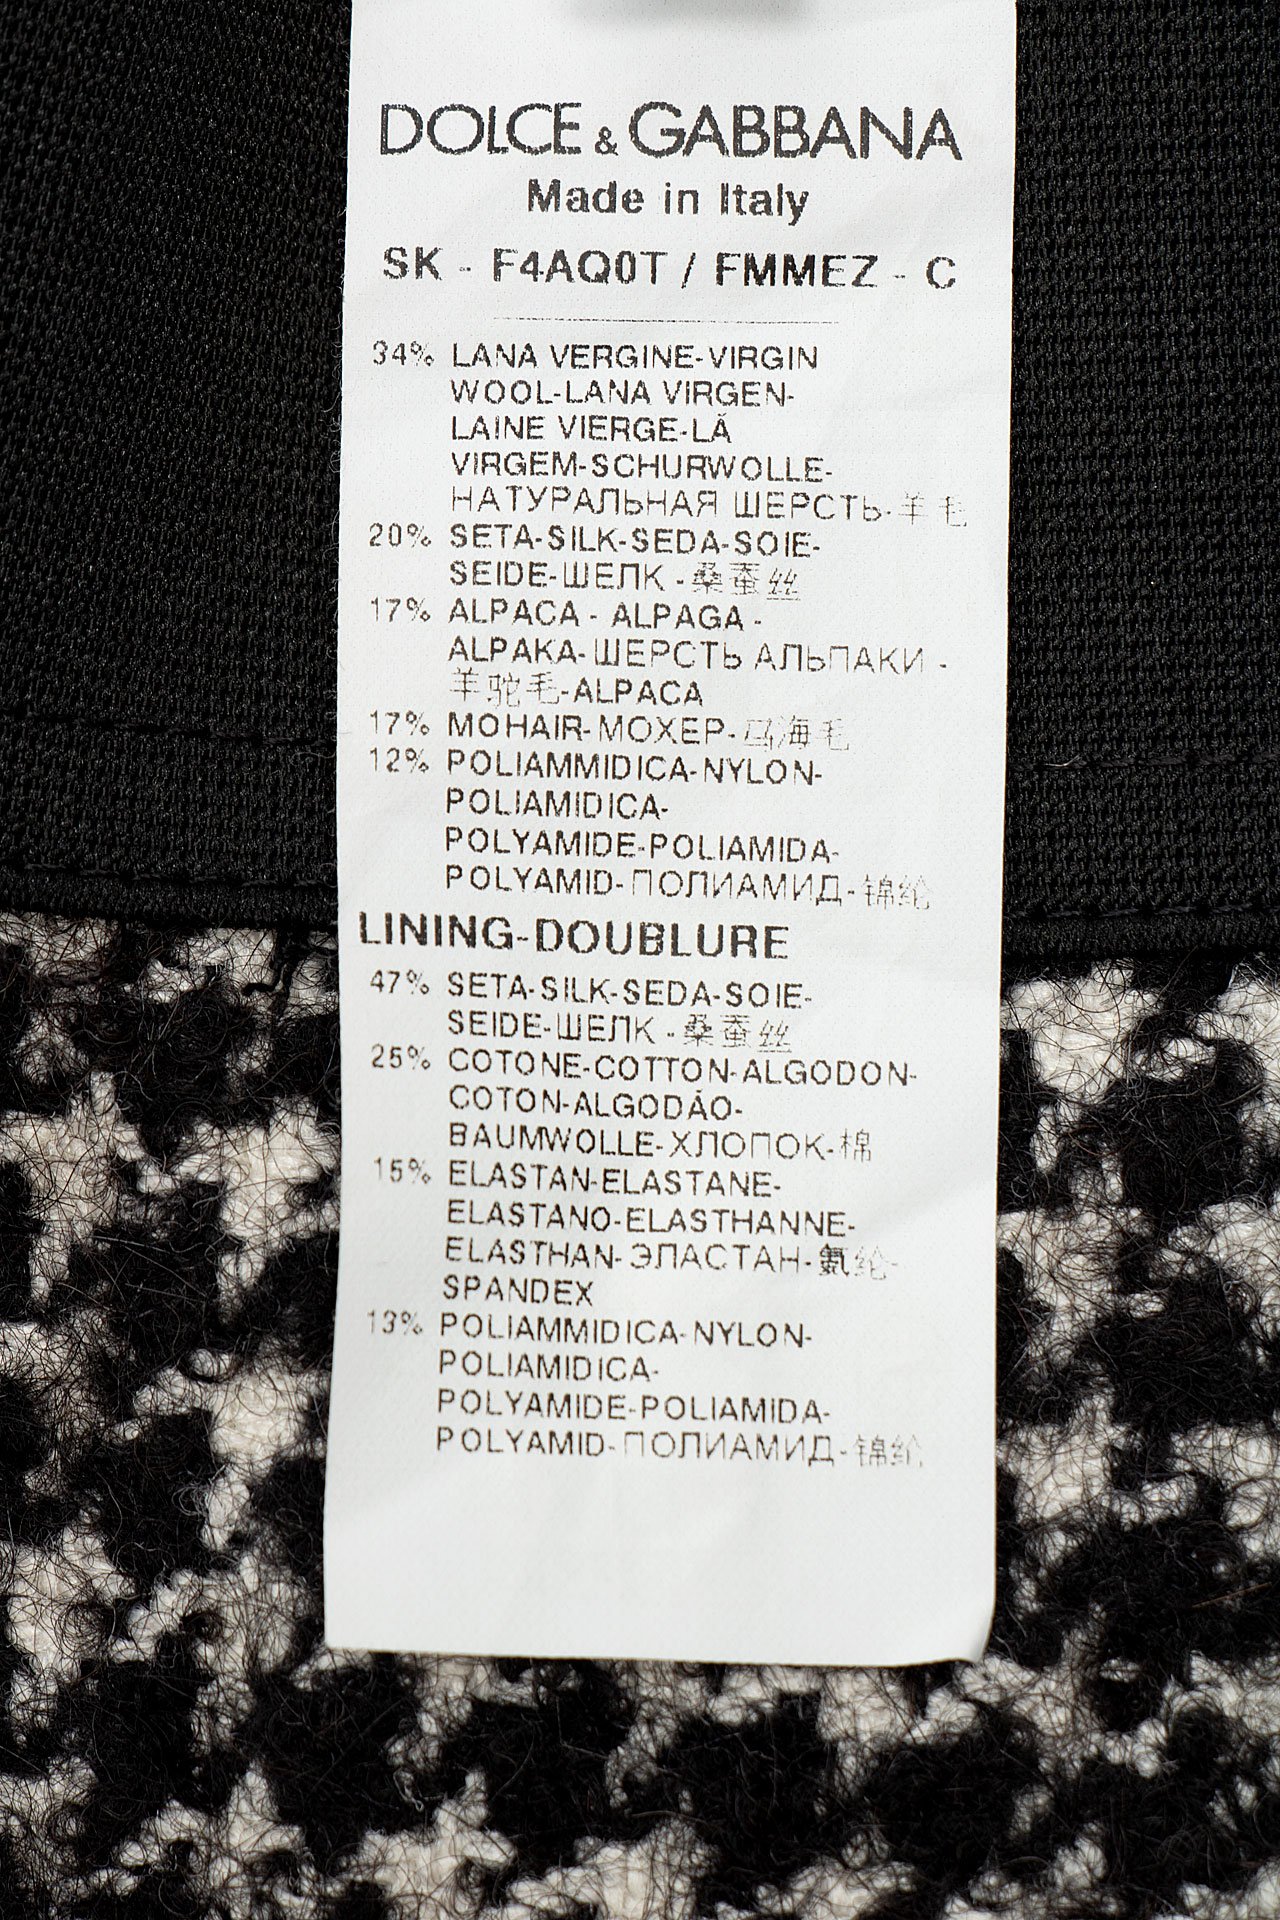 DOLCE & GABBANA
Made in Italy
SK - F4AQ0T / FMMEZ - C
34% LANA VERGINE-VIRGIN
WOOL-LANA VIRGEN-
LAINE VIERGE-LÃ
VIRGEM-SCHURWOLLE-
НАТУРАЛЬНАЯ ШЕРСТЬ-羊毛
20% SETA-SILK-SEDA-SOIE-
SEIDE-ШЕЛК -桑蚕丝
17% ALPACA - ALPAGA -
ALPAKA-ШЕРСТЬ АЛЬПАКИ -
羊驼毛-ALPACA
17% MOHAIR-МОХЕР-马海毛
12% POLIAMMIDICA-NYLON-
POLIAMIDICA-
POLYAMIDE-POLIAMIDA-
POLYAMID-ПОЛИАМИД-锦纶
LINING-DOUBLURE
47% SETA-SILK-SEDA-SOIE-
SEIDE-ШЕЛК -桑蚕丝
25% COTONE-COTTON-ALGODON-
COTON-ALGODÃO-
BAUMWOLLE-ХЛОПОК-棉
15% ELASTAN-ELASTANE-
ELASTANO-ELASTHANNE-
ELASTHAN-ЭЛАСТАН-氨纶-
SPANDEX
13% POLIAMMIDICA-NYLON-
POLIAMIDICA-
POLYAMIDE-POLIAMIDA-
POLYAMID-ПОЛИАМИД-锦纶